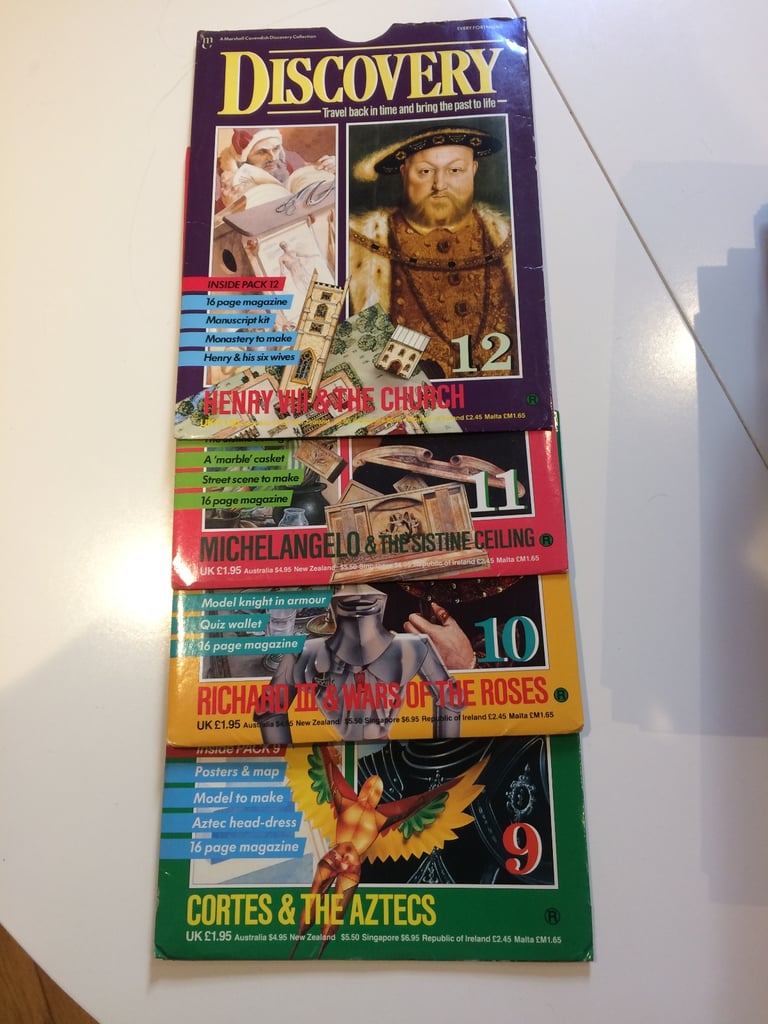 mc
A Marshall Cavendish Discovery Collection
EVERY FORTNIGHT
DISCOVERY
Travel back in time and bring the past to life
INSIDE PACK 12
16 page magazine
Manuscript kit
Monastery to make
Henry & his six wives
12
HENRY VIII & THE CHURCH
R
£2.45 Malta £M1.65
A 'marble' casket
Street scene to make
16 page magazine
11
MICHELANGELO & THE SISTINE CEILING R
UK £1.95 Australia $4.95 New Zealand $5.50 Republic of Ireland £2.45 Malta £M1.65
Model knight in armour
Quiz wallet
16 page magazine
10
RICHARD III & WARS OF THE ROSES R
UK £1.95 Australia $4.95 New Zealand $5.50 Singapore $6.95 Republic of Ireland £2.45 Malta £M1.65
Inside PACK 9
Posters & map
Model to make
Aztec head-dress
16 page magazine
9
CORTES & THE AZTECS R
UK £1.95 Australia $4.95 New Zealand $5.50 Singapore $6.95 Republic of Ireland £2.45 Malta £M1.65